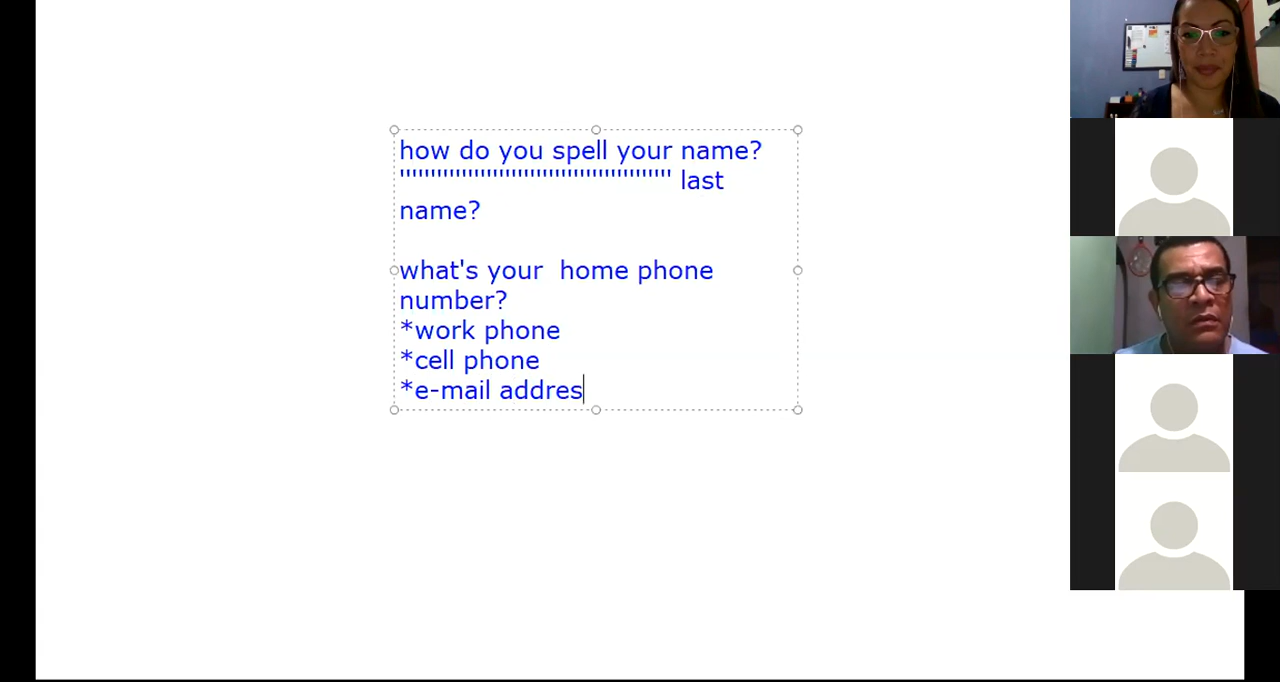 how do you spell your name?
''''''''''''''''''''''''''''''''''''''''''' last
name?
what's your  home phone
number?
*work phone
*cell phone
*e-mail addres